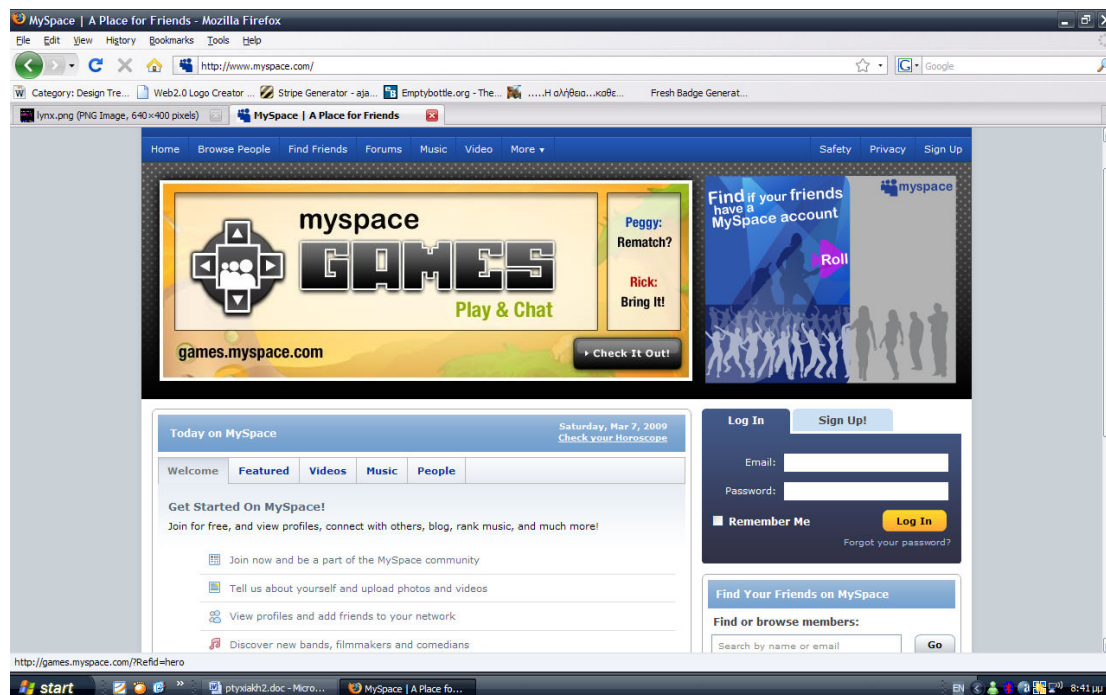 MySpace | A Place for Friends - Mozilla Firefox
File Edit View History Bookmarks Tools Help
http://www.myspace.com/
G Google
Category: Design Tre... Web2.0 Logo Creator ... Stripe Generator - aja... Emptybottle.org - The... .....Η αλήθεια...καθε... Fresh Badge Generat...
lynx.png (PNG Image, 640×400 pixels) MySpace | A Place for Friends
Home Browse People Find Friends Forums Music Video More Safety Privacy Sign Up
myspace
GAMES
Play & Chat
games.myspace.com
Peggy:
Rematch?
Rick:
Bring It!
Check It Out!
myspace
Find if your friends
have a
MySpace account
Roll
Today on MySpace
Saturday, Mar 7, 2009
Check your Horoscope
Welcome Featured Videos Music People
Get Started On MySpace!
Join for free, and view profiles, connect with others, blog, rank music, and much more!
Join now and be a part of the MySpace community
Tell us about yourself and upload photos and videos
View profiles and add friends to your network
Discover new bands, filmmakers and comedians
Log In Sign Up!
Email:
Password:
Remember Me Log In
Forgot your password?
Find Your Friends on MySpace
Find or browse members:
Search by name or email Go
http://games.myspace.com/?Refid=hero
start ptyxiakh2.doc - Micro... MySpace | A Place fo... EN 8:41 μμ